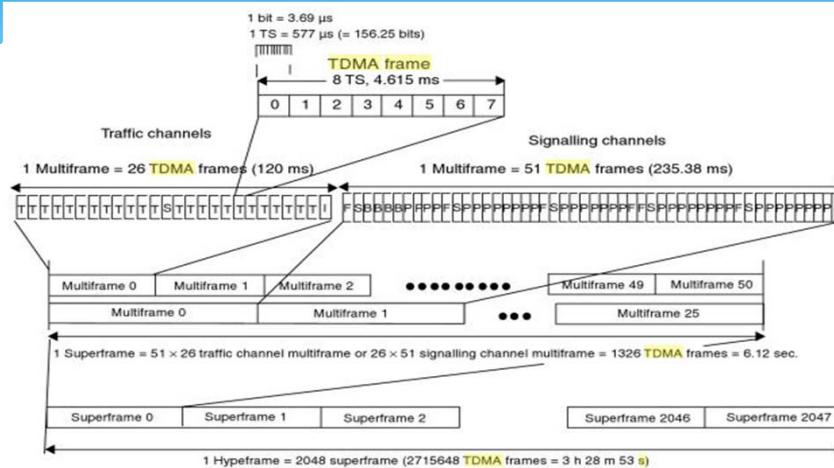 1 bit = 3.69 µs
1 TS = 577 µs (= 156.25 bits)
TDMA frame
8 TS, 4.615 ms
0 1 2 3 4 5 6 7
Traffic channels
Signalling channels
1 Multiframe = 26 TDMA frames (120 ms)
1 Multiframe = 51 TDMA frames (235.38 ms)
Multiframe 0 Multiframe 1 Multiframe 2 Multiframe 49 Multiframe 50
Multiframe 0 Multiframe 1 Multiframe 25
1 Superframe = 51 × 26 traffic channel multiframe or 26 × 51 signalling channel multiframe = 1326 TDMA frames = 6.12 sec.
Superframe 0 Superframe 1 Superframe 2 Superframe 2046 Superframe 2047
1 Hypeframe = 2048 superframe (2715648 TDMA frames = 3 h 28 m 53 s)